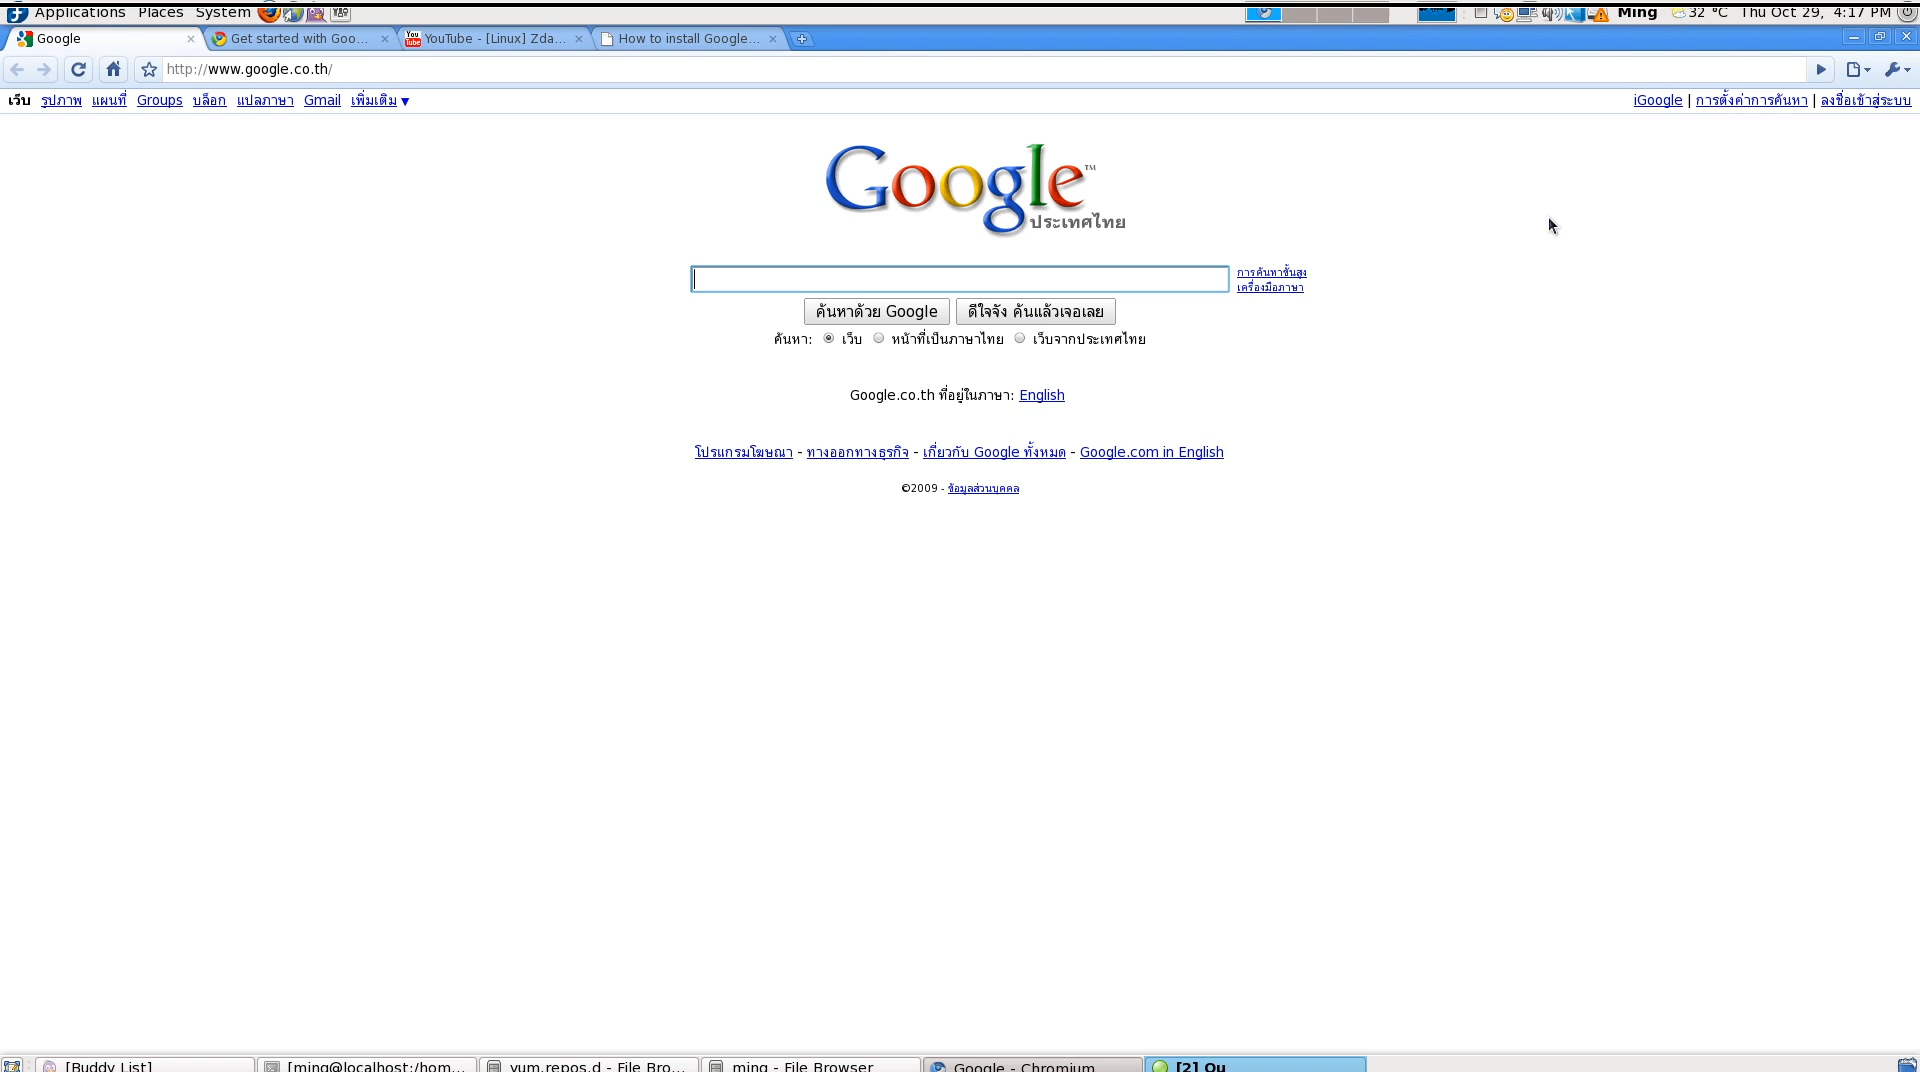 Applications Places System Ming 32 °C Thu Oct 29, 4:17 PM
Google Get started with Goo... YouTube - [Linux] Zda... How to install Google...
http://www.google.co.th/
เว็บ รูปภาพ แผนที่ Groups บล็อก แปลภาษา Gmail เพิ่มเติม ▼ iGoogle | การตั้งค่าการค้นหา | ลงชื่อเข้าสู่ระบบ
Google™
ประเทศไทย
การค้นหาขั้นสูง
เครื่องมือภาษา
ค้นหาด้วย Google ดีใจจัง ค้นแล้วเจอเลย
ค้นหา: เว็บ หน้าที่เป็นภาษาไทย เว็บจากประเทศไทย
Google.co.th ที่อยู่ในภาษา: English
โปรแกรมโฆษณา - ทางออกทางธุรกิจ - เกี่ยวกับ Google ทั้งหมด - Google.com in English
©2009 - ข้อมูลส่วนบุคคล
[Buddy List] [ming@localhost:/hom... yum.repos.d - File Bro... ming - File Browser Google - Chromium [2] Ou